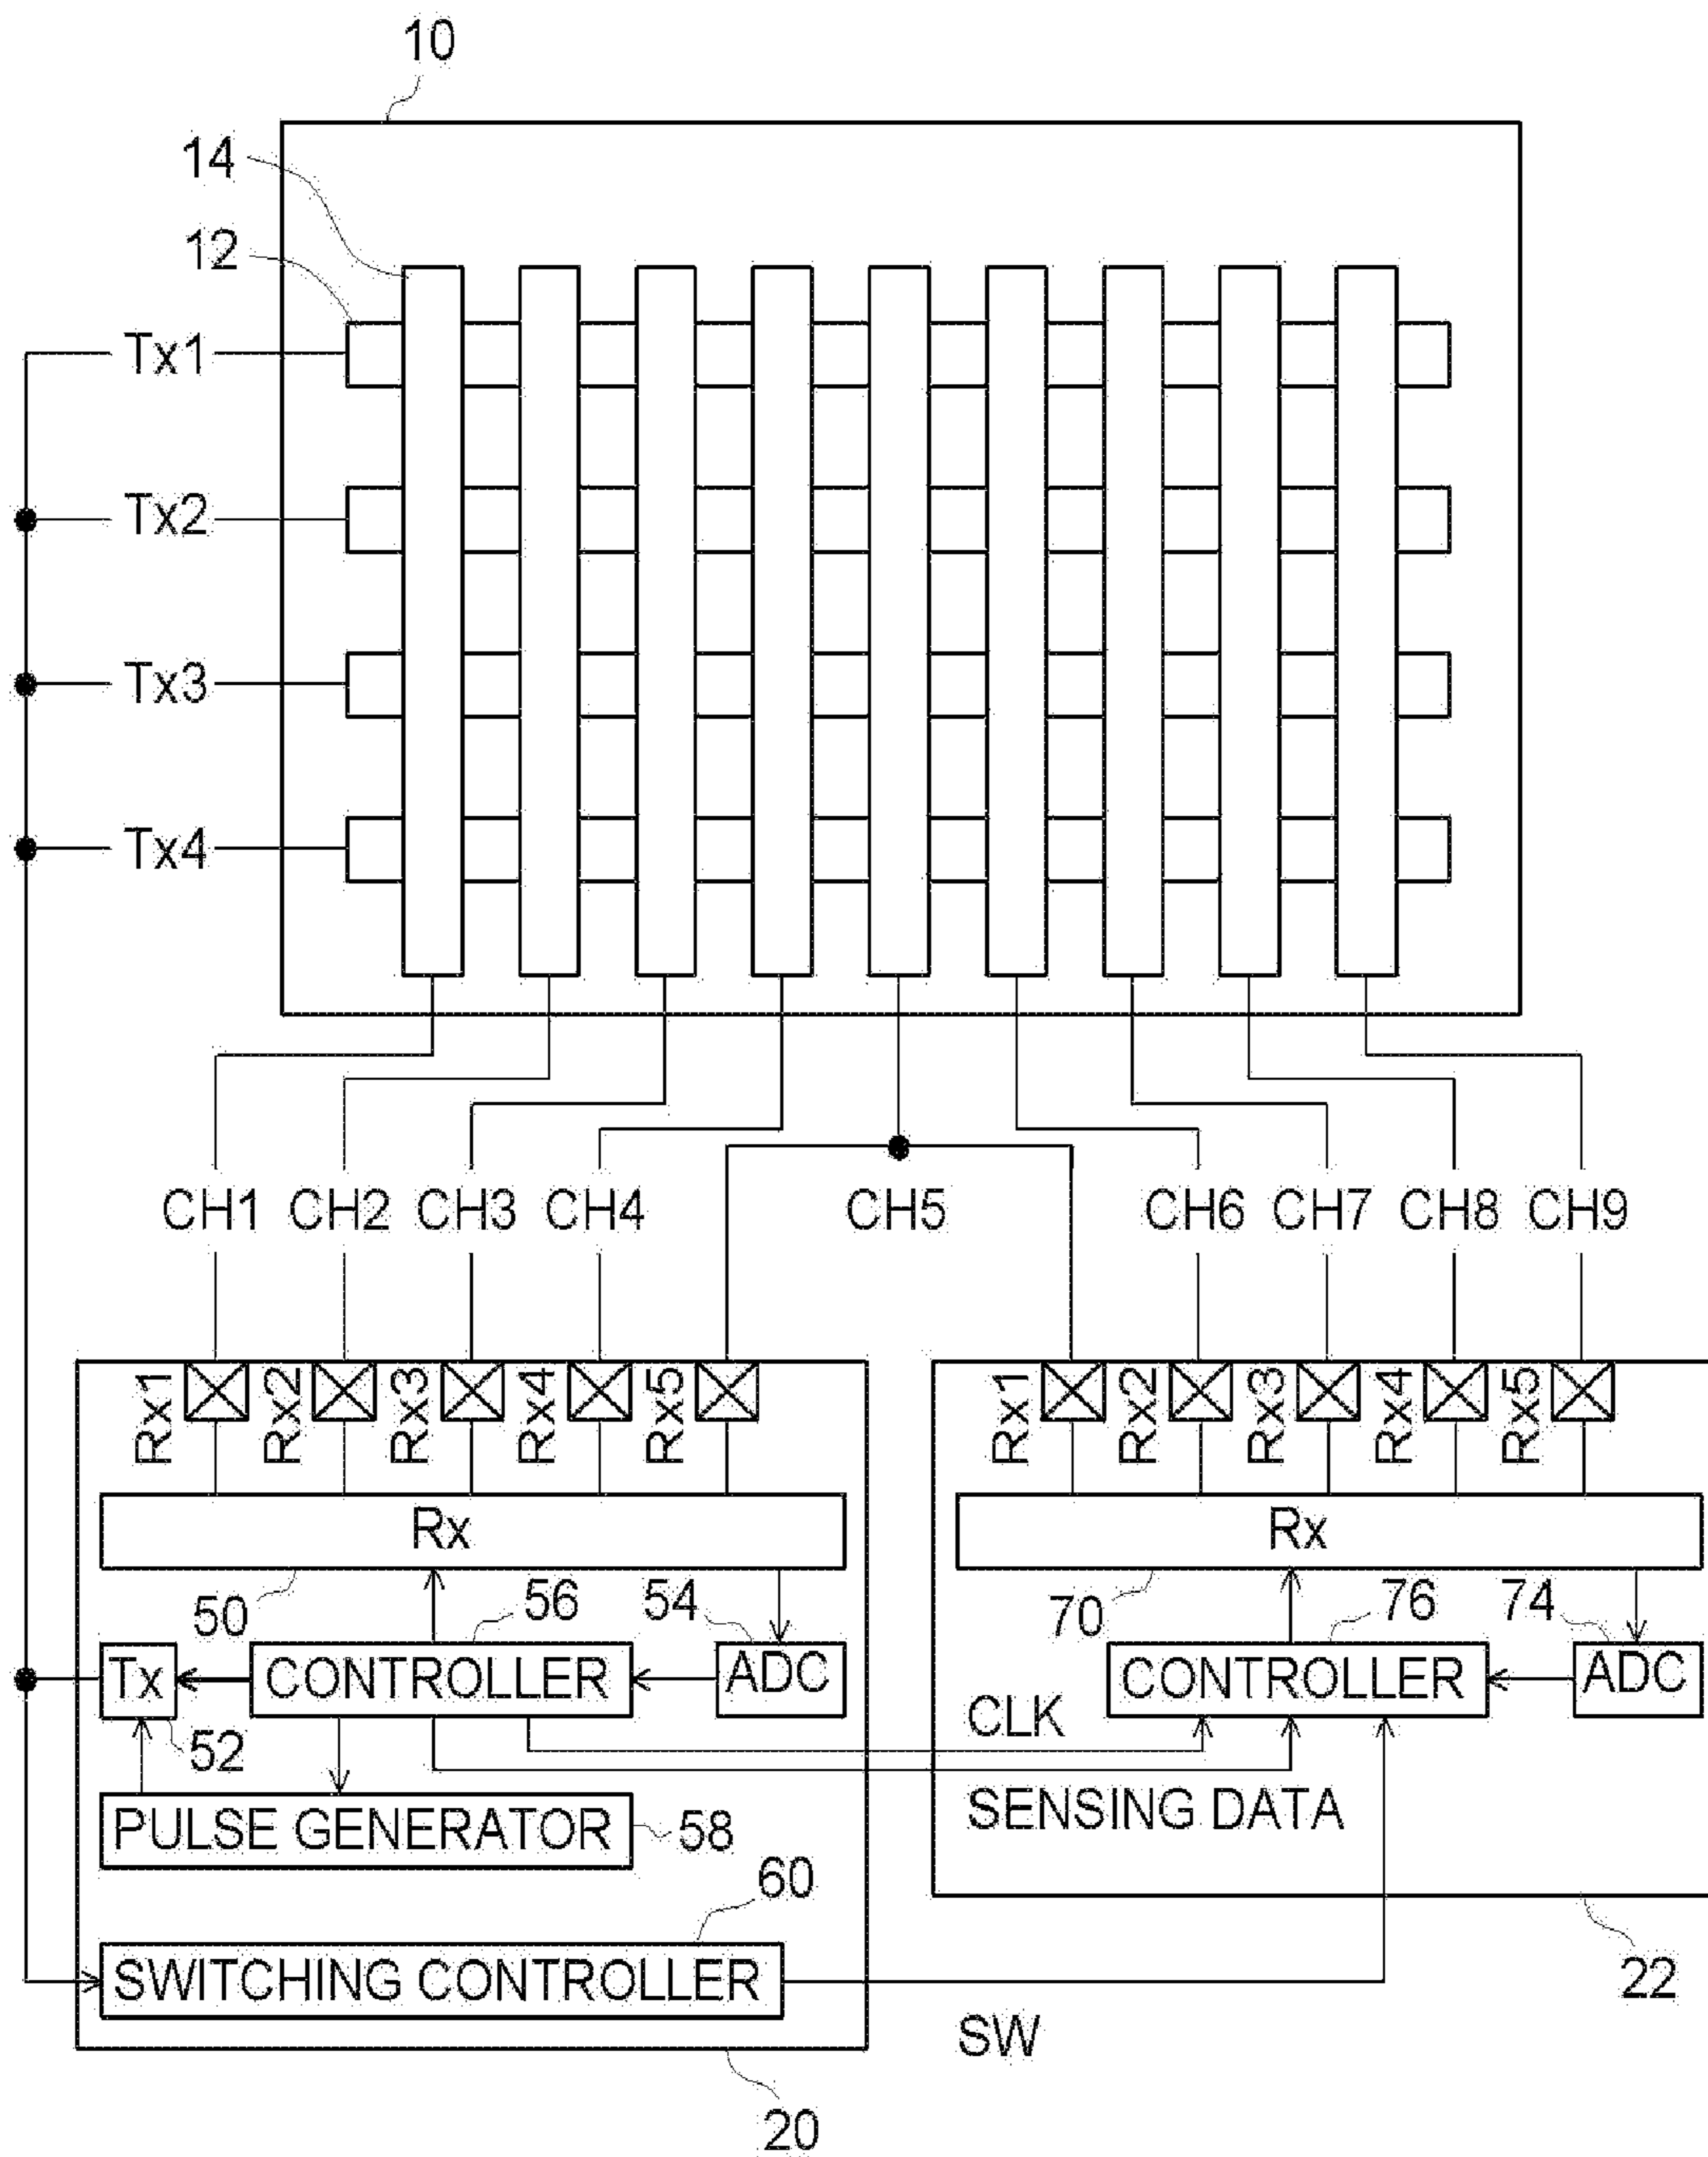 10
14
12
Tx1
Tx2
Tx3
Tx4
CH1 CH2 CH3 CH4 CH5 CH6 CH7 CH8 CH9
Rx1 Rx2 Rx3 Rx4 Rx5 Rx1 Rx2 Rx3 Rx4 Rx5
Rx Rx
50 56 54 70 76 74
Tx CONTROLLER ADC CONTROLLER ADC
52 CLK
PULSE GENERATOR 58 SENSING DATA
60
SWITCHING CONTROLLER 22
SW
20